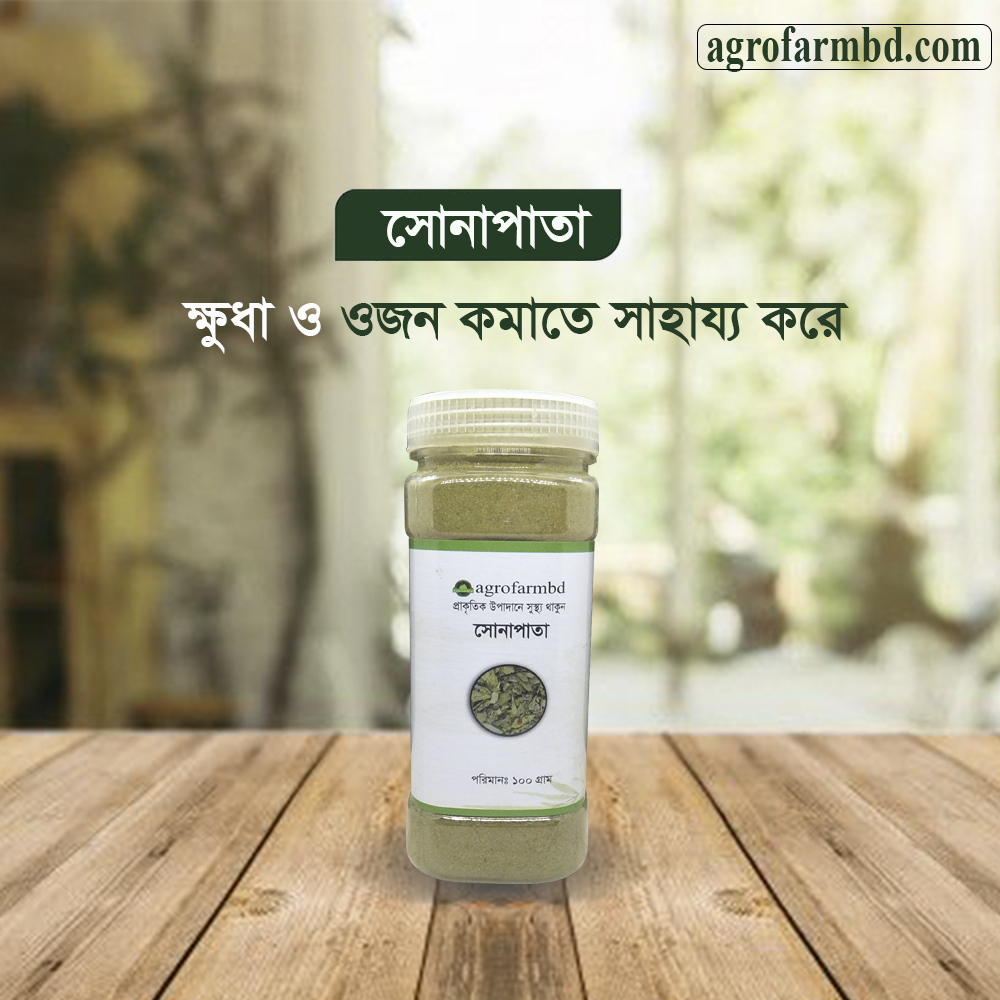 agrofarmbd.com
সোনাপাতা
ক্ষুধা ও ওজন কমাতে সাহায্য করে
agrofarmbd
প্রাকৃতিক উপাদানে সুস্থ্য থাকুন
সোনাপাতা
পরিমানঃ ১০০ গ্রাম